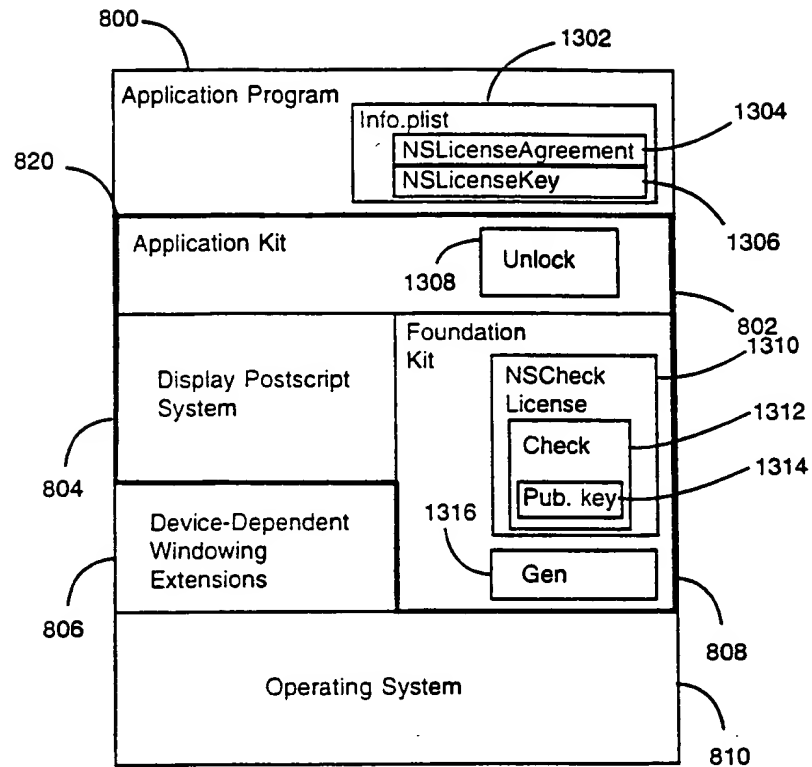 800
1302
Application Program
Info.plist
1304
NSLicenseAgreement
NSLicenseKey
820
1306
Application Kit
Unlock
1308
802
Foundation
Kit
1310
NSCheck
License
Display Postscript
System
1312
Check
1314
Pub. key
804
1316
Device-Dependent
Windowing
Extensions
Gen
806
808
Operating System
810